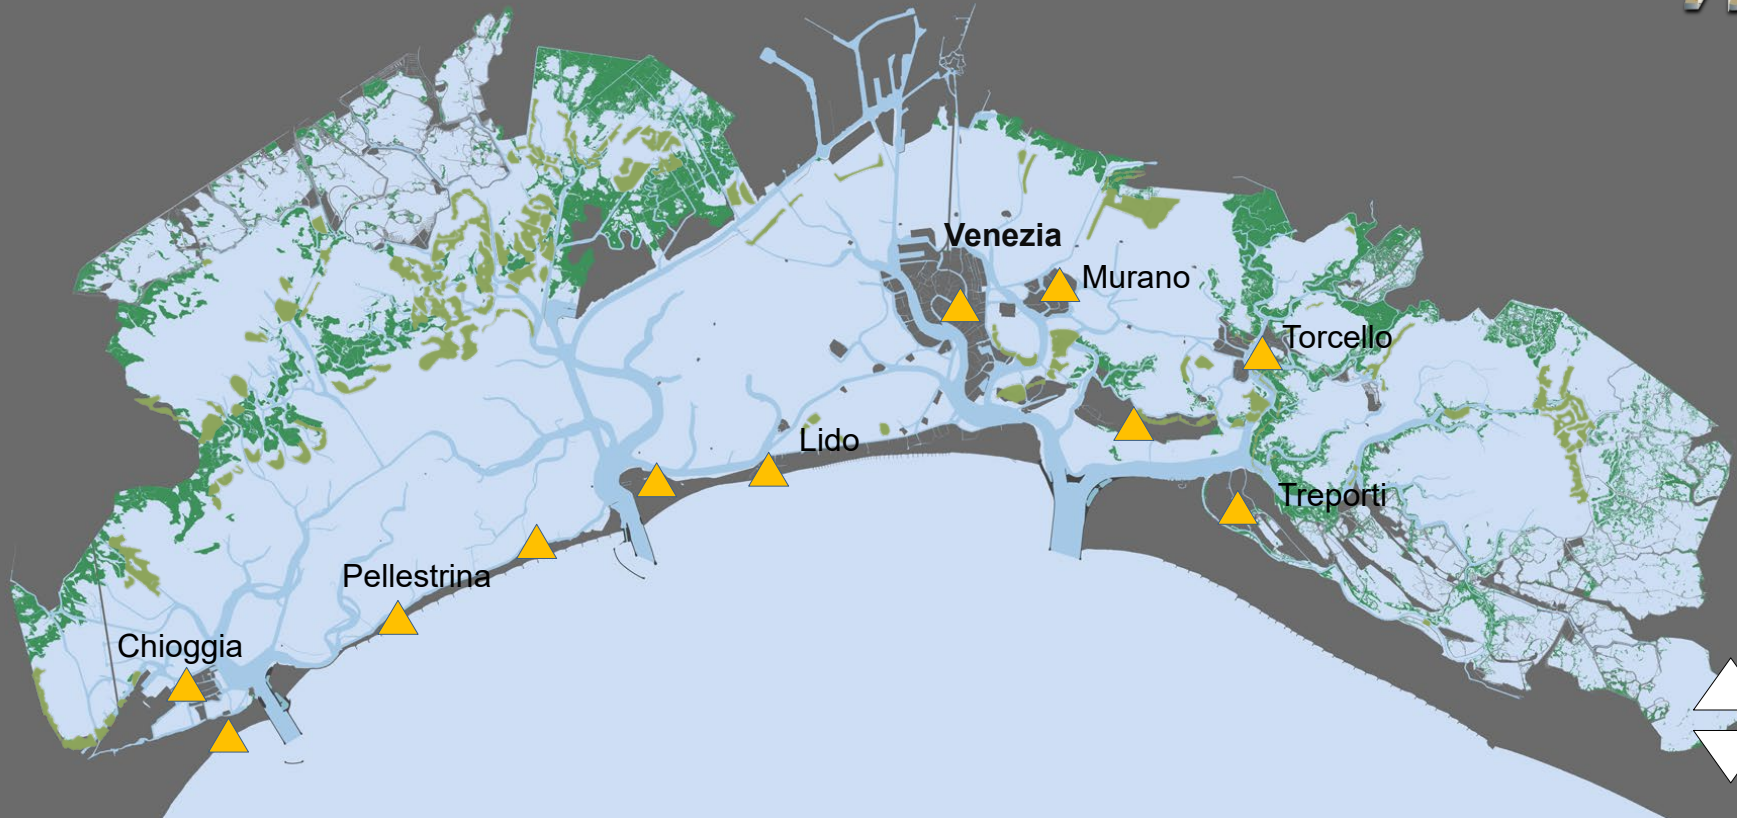 Venezia
Murano
Torcello
Lido
Treporti
Pellestrina
Chioggia